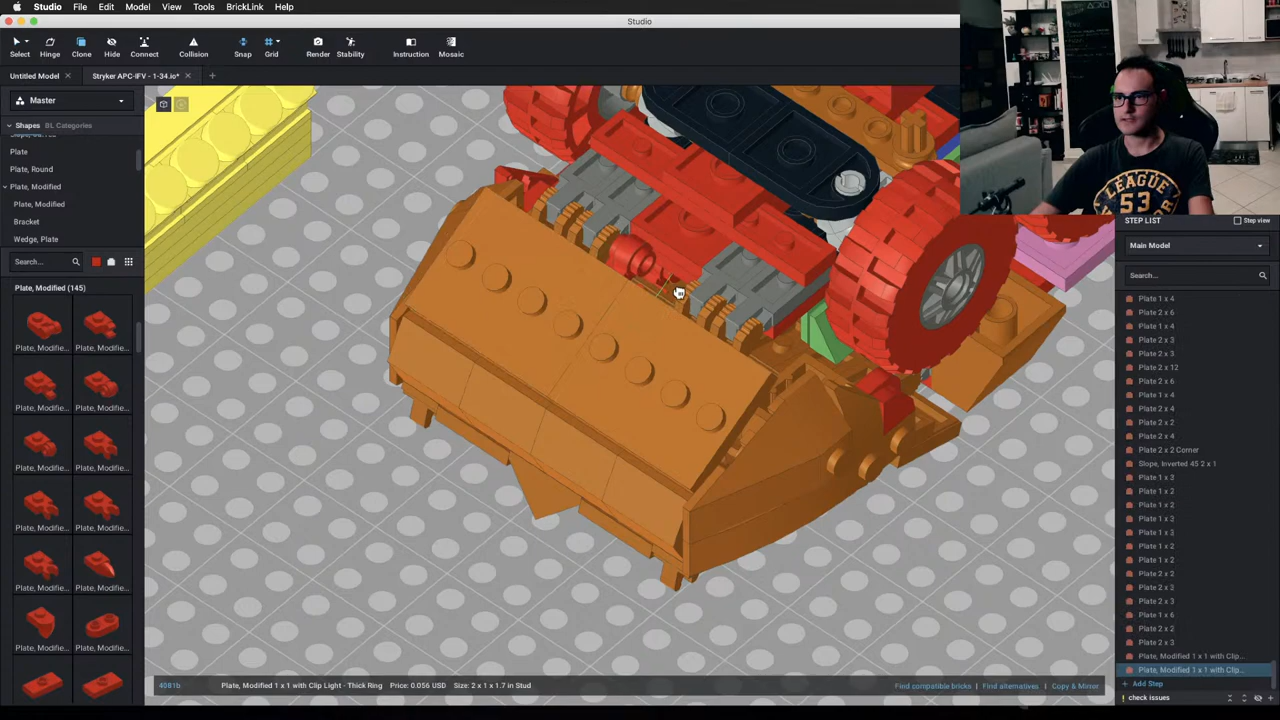 Studio File Edit Model View Tools BrickLink Help
Studio
Select Hinge Clone Hide Connect Collision Snap Grid Render Stability Instruction Mosaic
Untitled Model Stryker APC-IFV - 1-34.io*
Master
Shapes BL Categories
Plate
Plate, Round
Plate, Modified
Plate, Modified
Bracket
Wedge, Plate
Search...
Plate, Modified (145)
Plate, Modifie... Plate, Modifie...
Plate, Modifie... Plate, Modifie...
Plate, Modifie... Plate, Modifie...
Plate, Modifie... Plate, Modifie...
Plate, Modifie... Plate, Modifie...
Plate, Modifie... Plate, Modifie...
LEAGUE
53
STEP LIST Step view
Main Model
Search...
Plate 1 x 4
Plate 2 x 6
Plate 1 x 4
Plate 2 x 3
Plate 2 x 3
Plate 2 x 12
Plate 2 x 6
Plate 1 x 4
Plate 2 x 4
Plate 2 x 2
Plate 2 x 4
Plate 2 x 2 Corner
Slope, Inverted 45 2 x 1
Plate 1 x 3
Plate 1 x 2
Plate 1 x 2
Plate 1 x 3
Plate 1 x 3
Plate 1 x 2
Plate 1 x 2
Plate 2 x 2
Plate 2 x 2
Plate 2 x 3
Plate 1 x 6
Plate 2 x 2
Plate 2 x 3
Plate, Modified 1 x 1 with Clip...
Plate, Modified 1 x 1 with Clip...
Add Step
check issues
4081b Plate, Modified 1 x 1 with Clip Light - Thick Ring Price: 0.056 USD Size: 2 x 1 x 1.7 in Stud Find compatible bricks Find alternatives Copy & Mirror